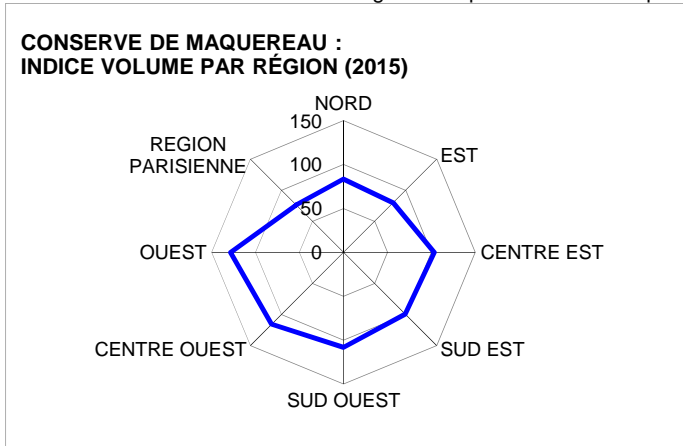 CONSERVE DE MAQUEREAU :
INDICE VOLUME PAR RÉGION (2015)
NORD
150
REGION
PARISIENNE
EST
100
50
OUEST
0
CENTRE EST
CENTRE OUEST
SUD EST
SUD OUEST